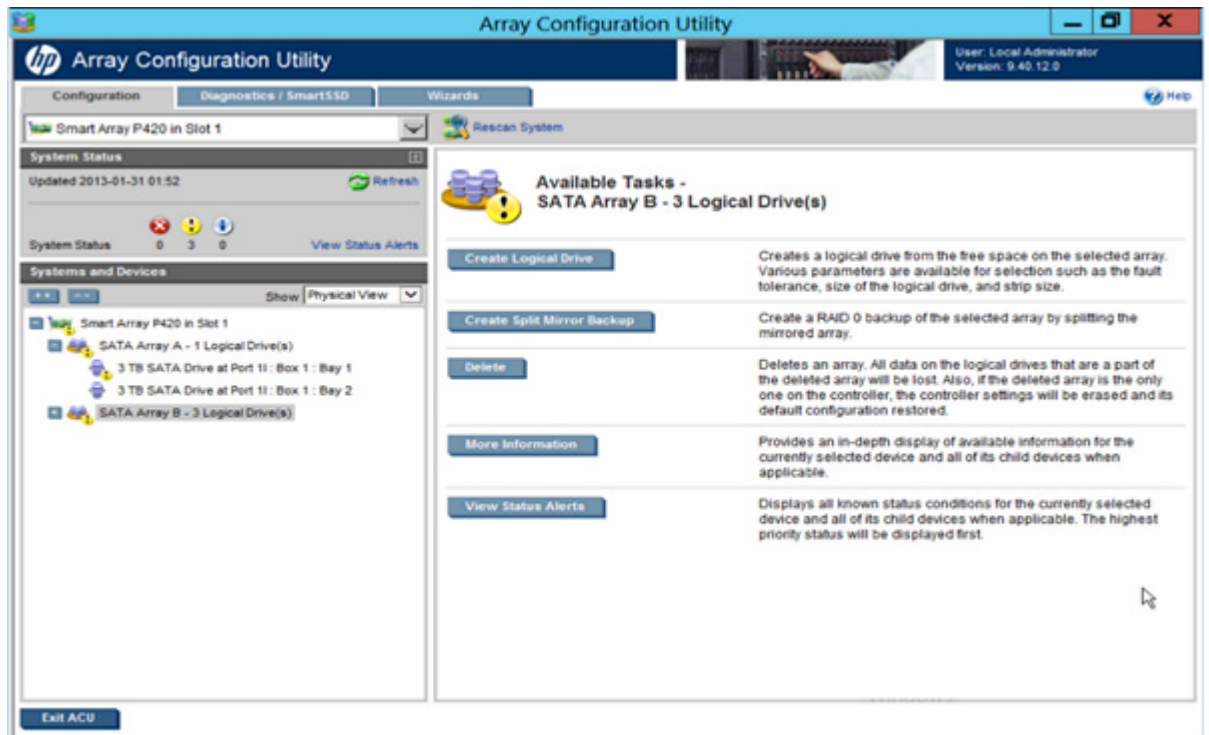 Array Configuration Utility
hp Array Configuration Utility
User: Local Administrator
Version: 9.40.12.0
Configuration
Diagnostics / SmartSSD
Wizards
Help
Smart Array P420 in Slot 1
Rescan System
System Status
Updated 2013-01-31 01:52
Refresh
System Status 0 3 0
View Status Alerts
Systems and Devices
Show Physical View
Smart Array P420 in Slot 1
SATA Array A - 1 Logical Drive(s)
3 TB SATA Drive at Port 1I : Box 1 : Bay 1
3 TB SATA Drive at Port 1I : Box 1 : Bay 2
SATA Array B - 3 Logical Drive(s)
Available Tasks -
SATA Array B - 3 Logical Drive(s)
Create Logical Drive
Creates a logical drive from the free space on the selected array.
Various parameters are available for selection such as the fault
tolerance, size of the logical drive, and strip size.
Create Split Mirror Backup
Create a RAID 0 backup of the selected array by splitting the
mirrored array.
Delete
Deletes an array. All data on the logical drives that are a part of
the deleted array will be lost. Also, if the deleted array is the only
one on the controller, the controller settings will be erased and its
default configuration restored.
More Information
Provides an in-depth display of available information for the
currently selected device and all of its child devices when
applicable.
View Status Alerts
Displays all known status conditions for the currently selected
device and all of its child devices when applicable. The highest
priority status will be displayed first.
Exit ACU